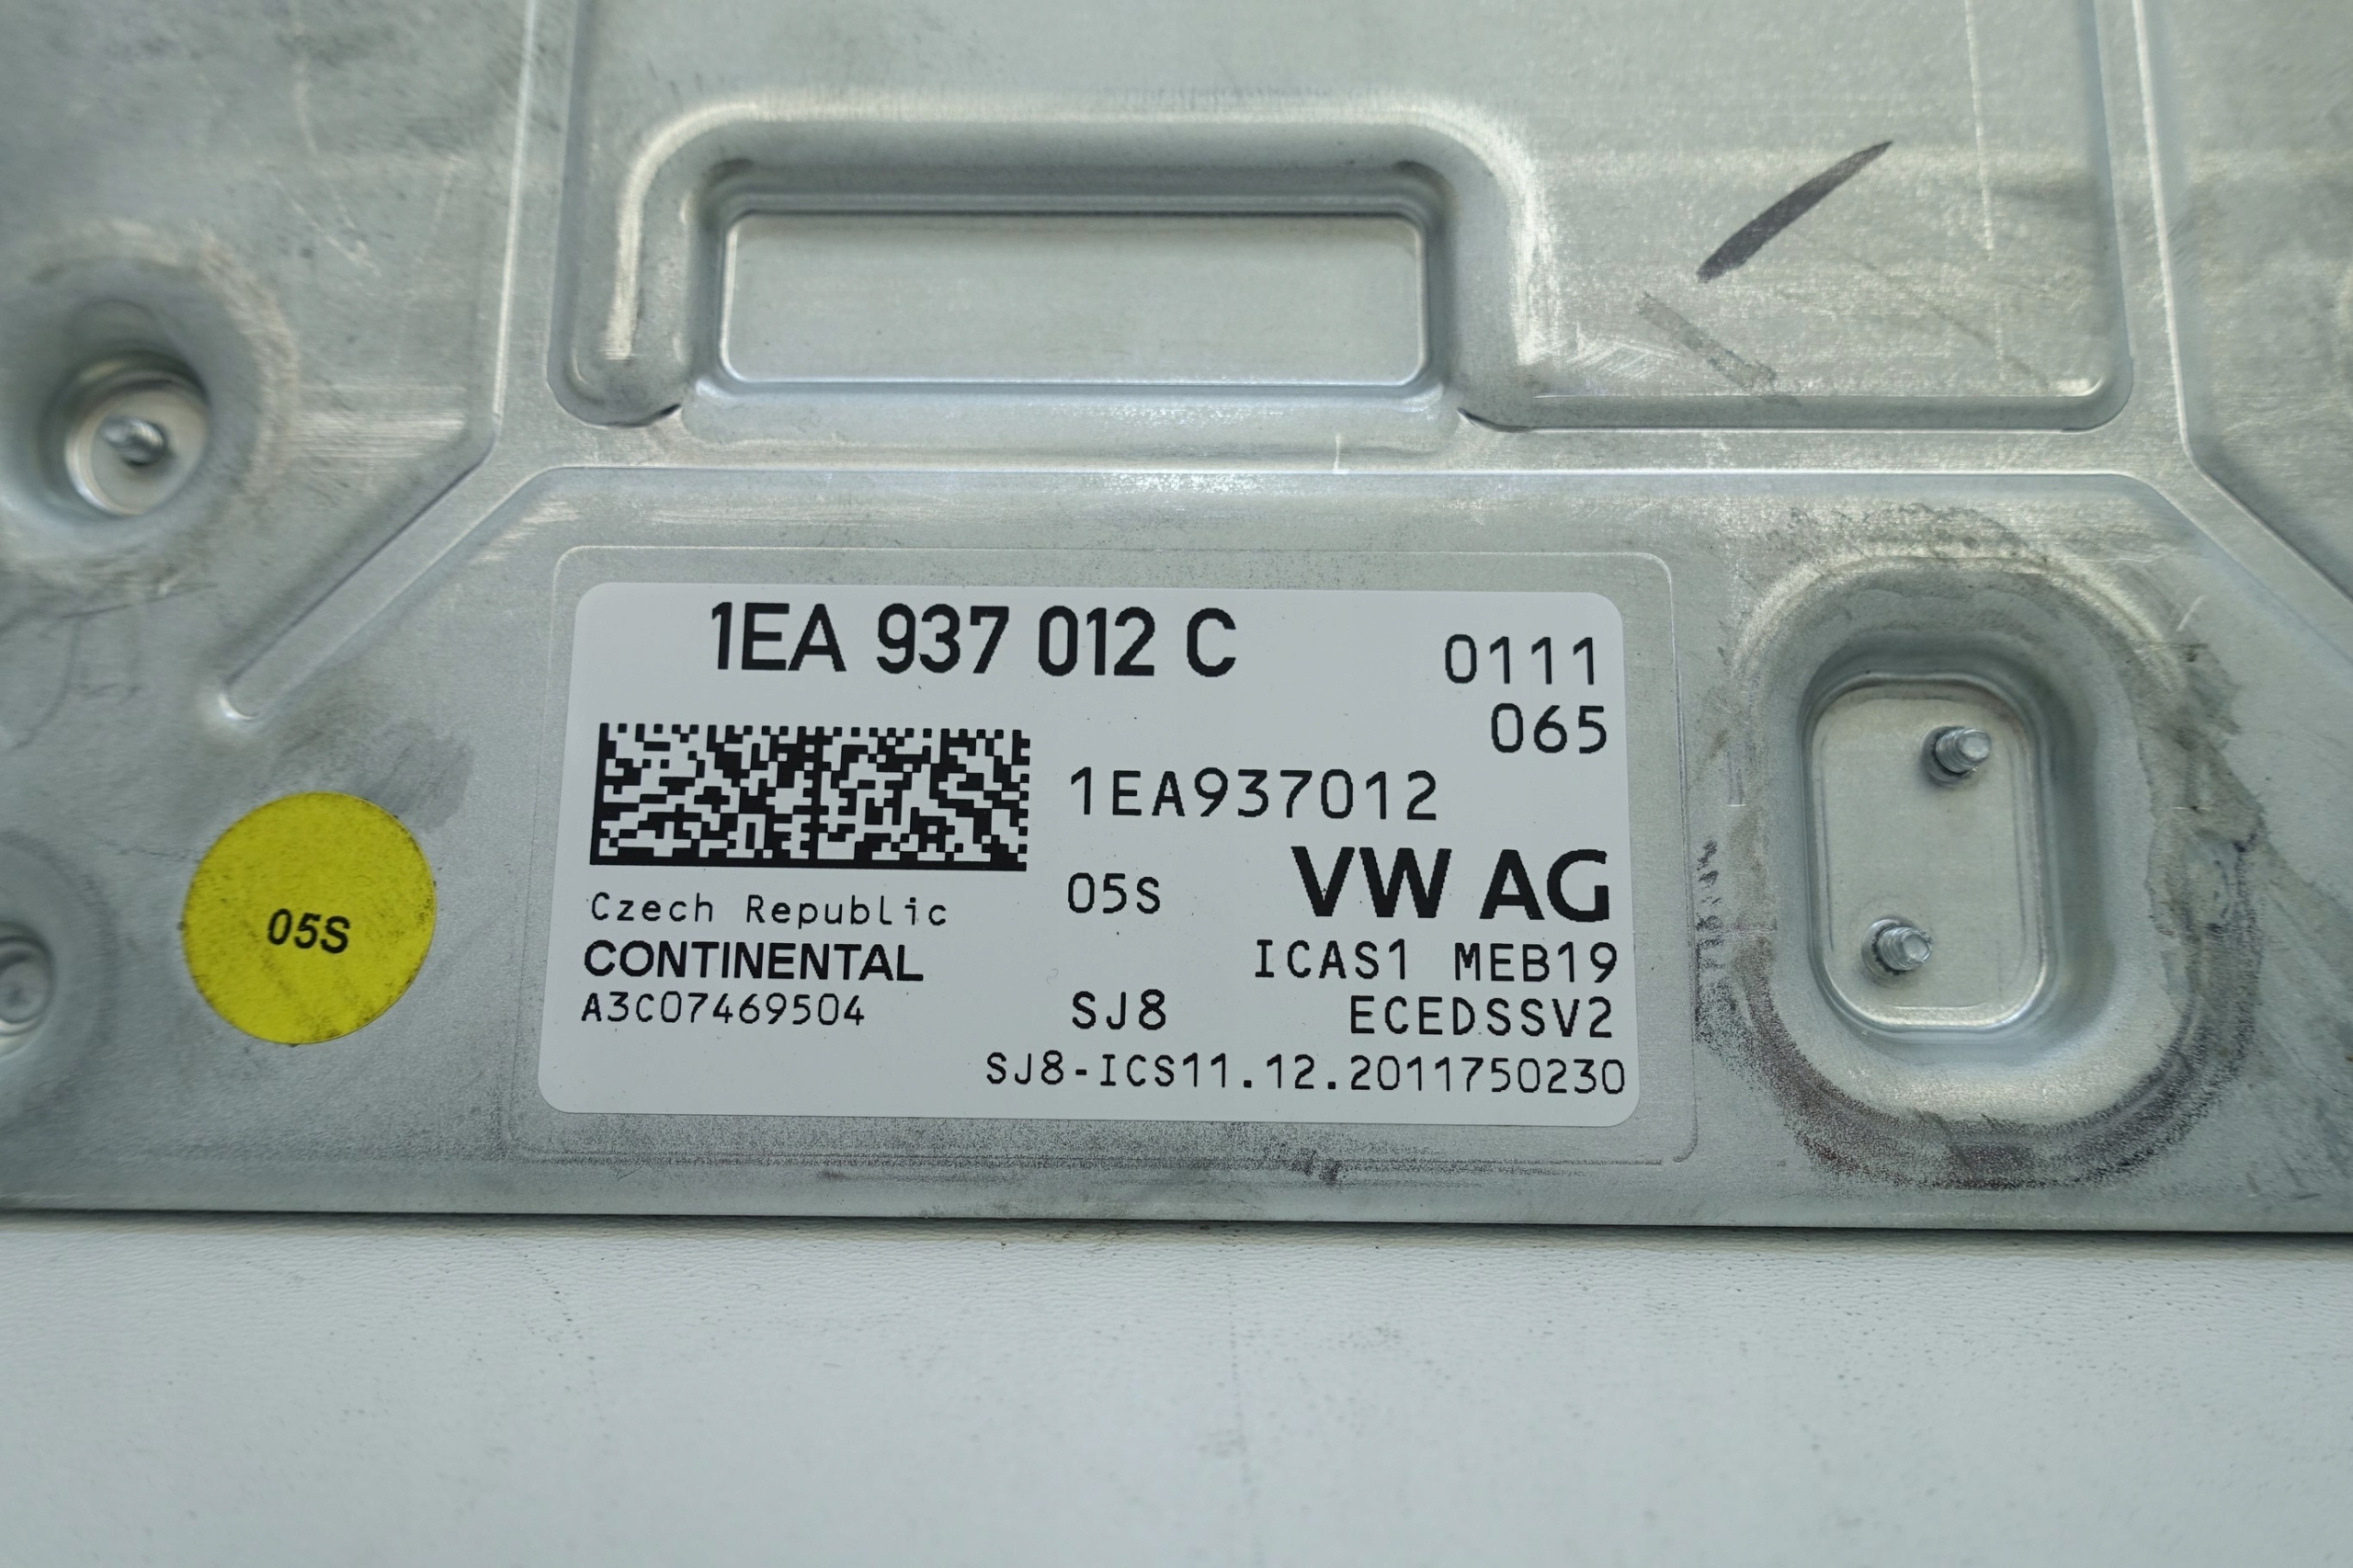 1EA 937 012 C
0111
065
1EA937012
05S
VW AG
Czech Republic
CONTINENTAL
ICAS1 MEB19
A3C07469504
SJ8
ECEDSSV2
SJ8-ICS11.12.2011750230
05S